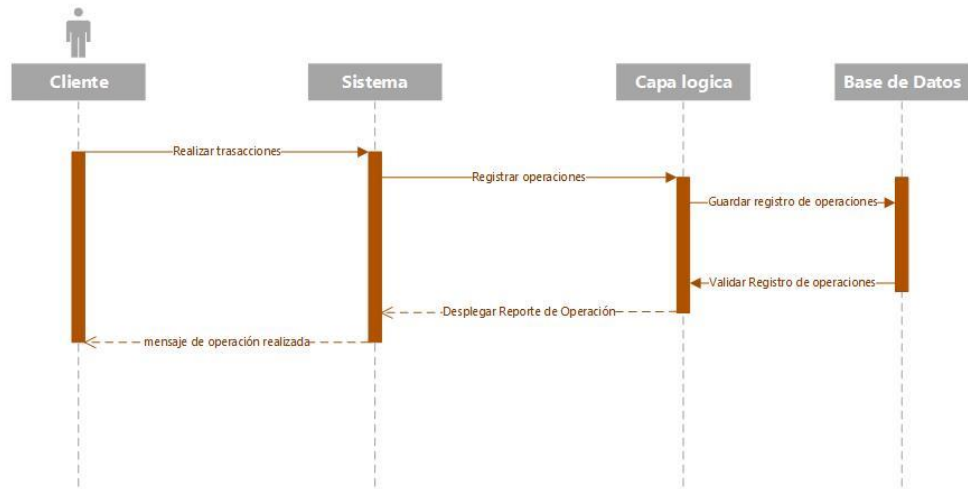 Cliente
Sistema
Capa logica
Base de Datos
Realizar trasacciones
Registrar operaciones
Guardar registro de operaciones
Validar Registro de operaciones
Desplegar Reporte de Operación
mensaje de operación realizada